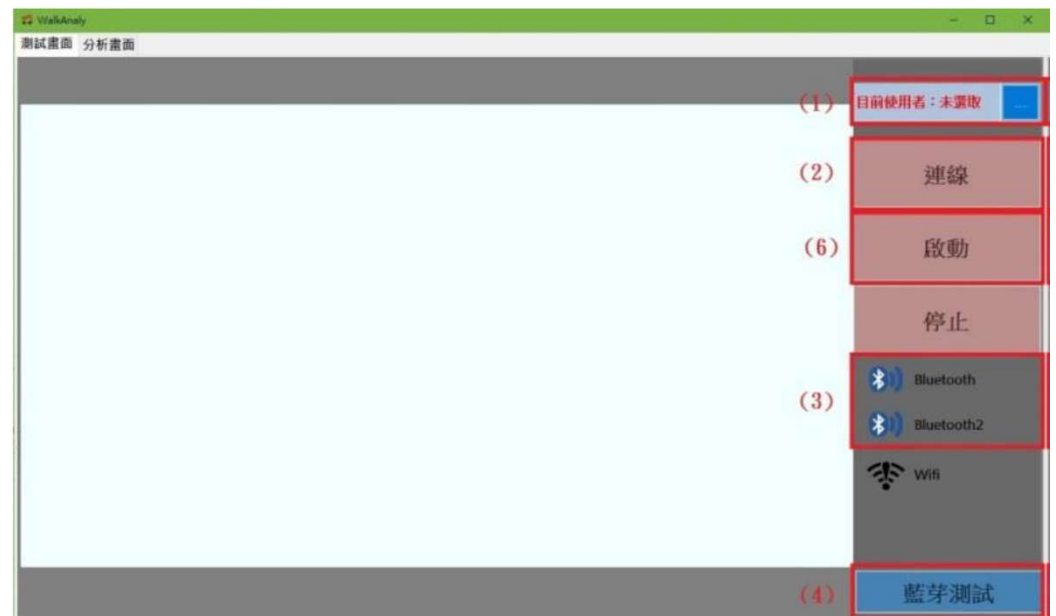 WalkAnaly
測試畫面 分析畫面
(1) 目前使用者：未選取 ...
(2) 連線
(6) 啟動
停止
(3)
Bluetooth
Bluetooth2
Wifi
(4) 藍芽測試